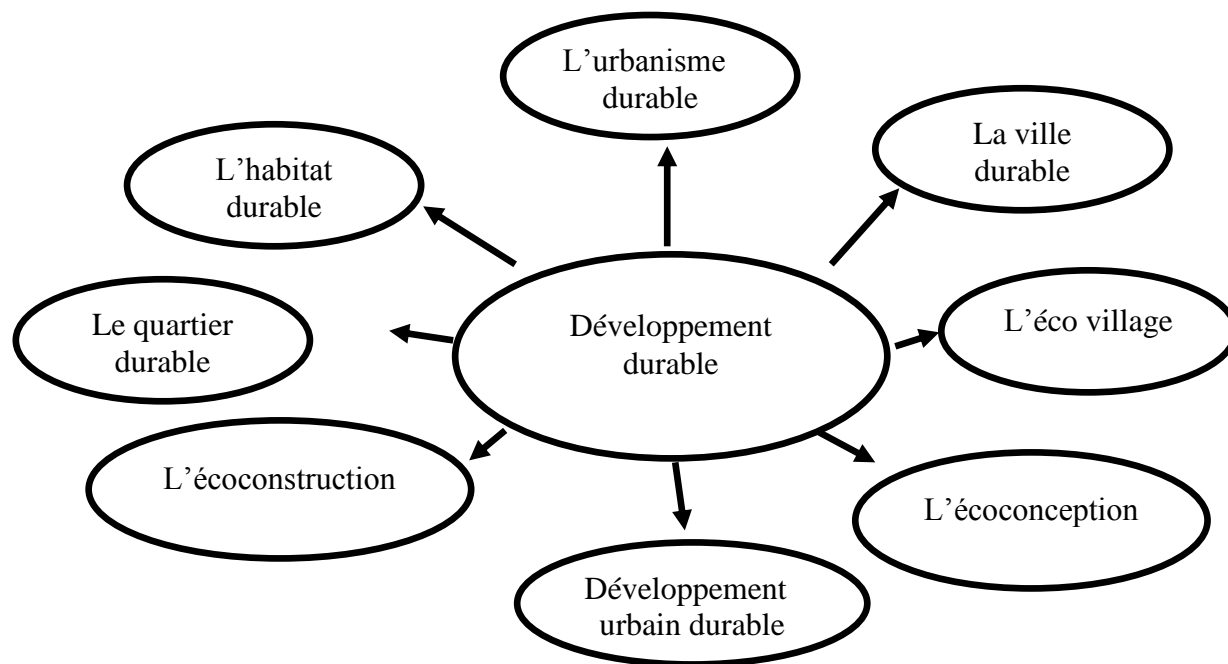 L’urbanisme
durable
La ville
durable
L’habitat
durable
L’éco village
Le quartier
durable
Développement
durable
L’écoconstruction
L’écoconception
Développement
urbain durable